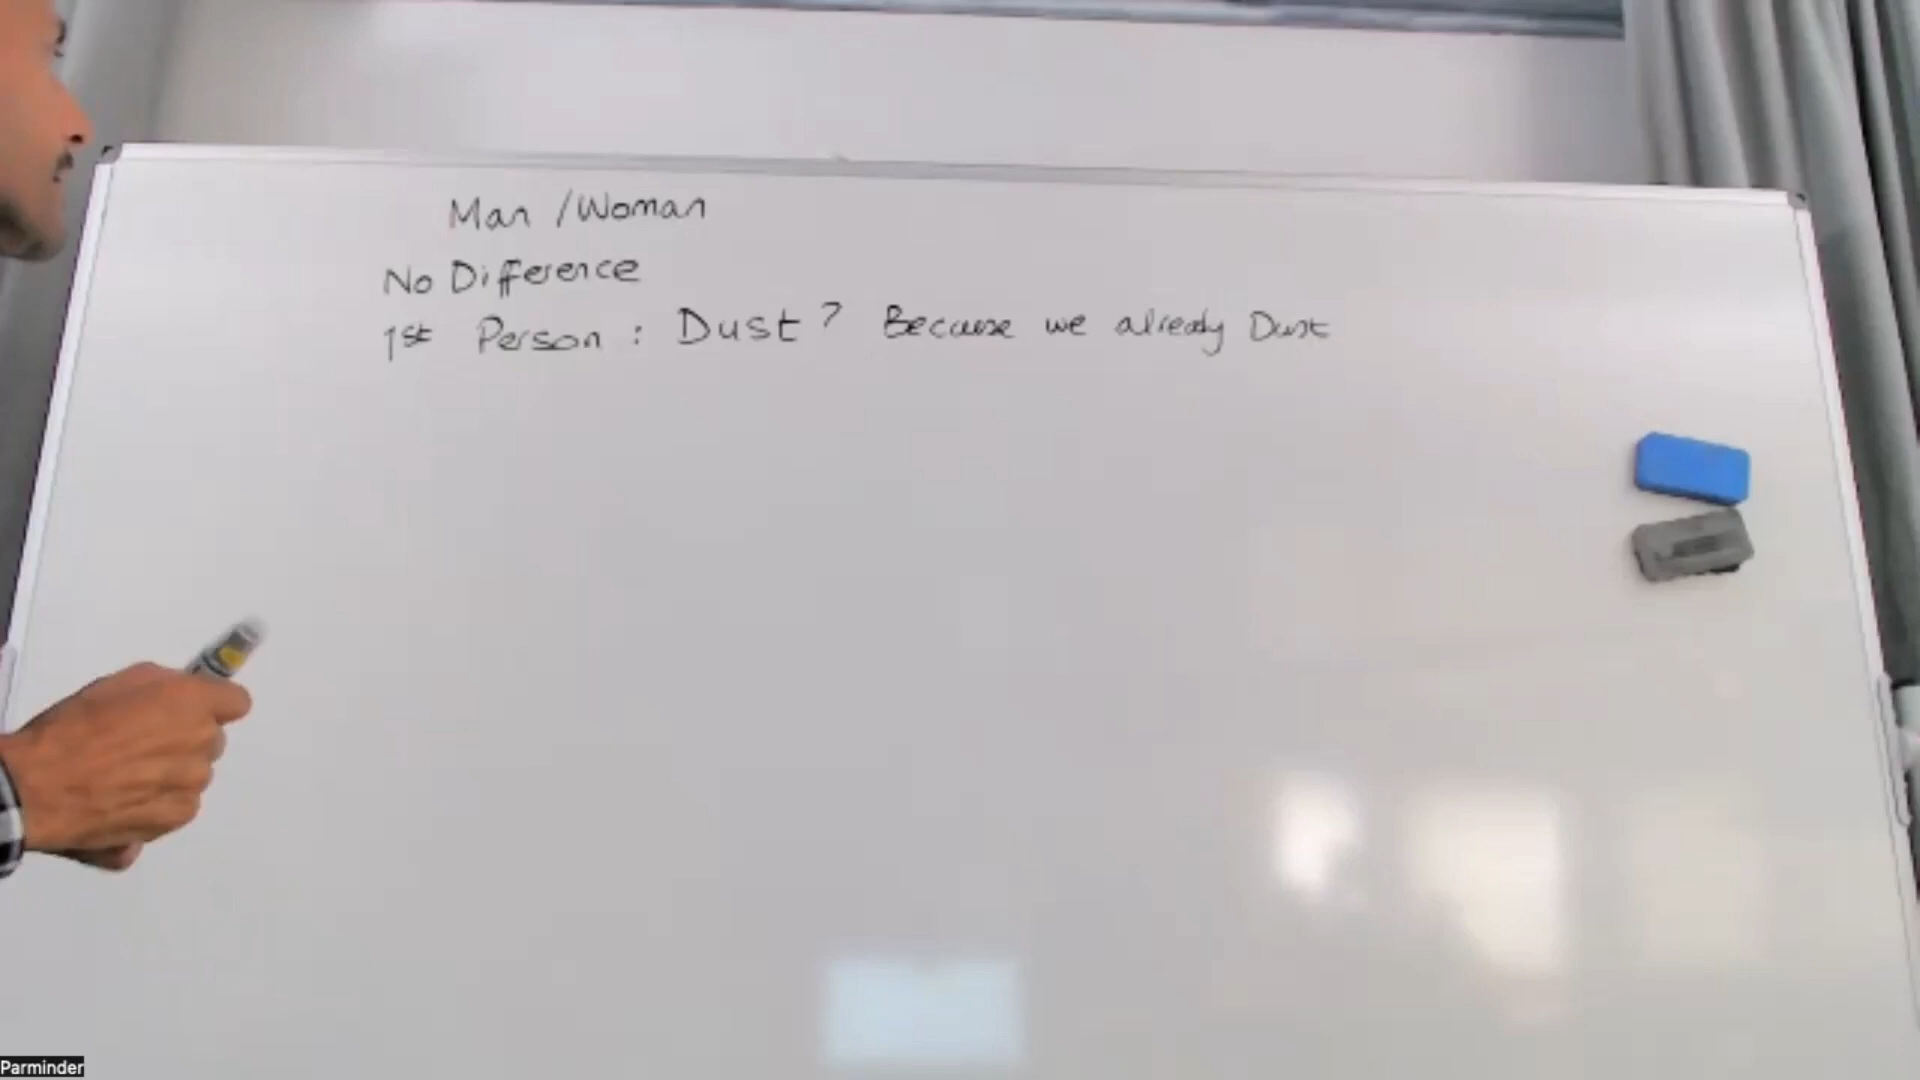 Man / Woman
No Difference
1st Person : Dust ? Because we already Dust
Parminder